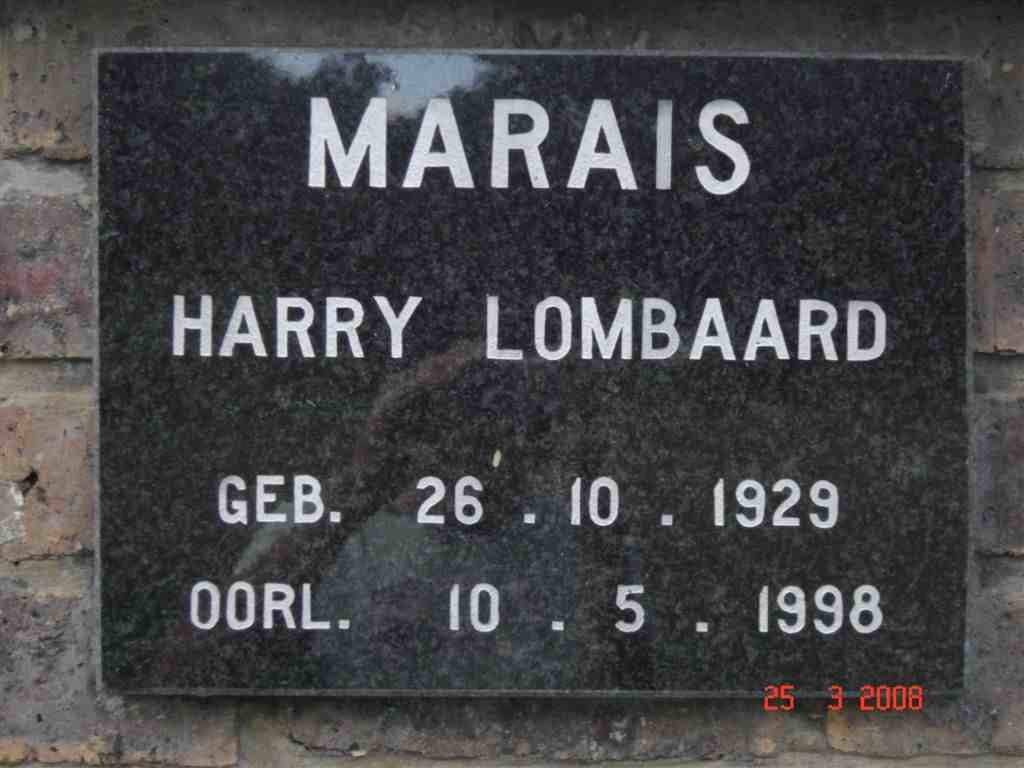 MARAIS
HARRY LOMBAARD
GEB. 26 . 10 . 1929
OORL. 10 . 5 . 1998
25 3 2008